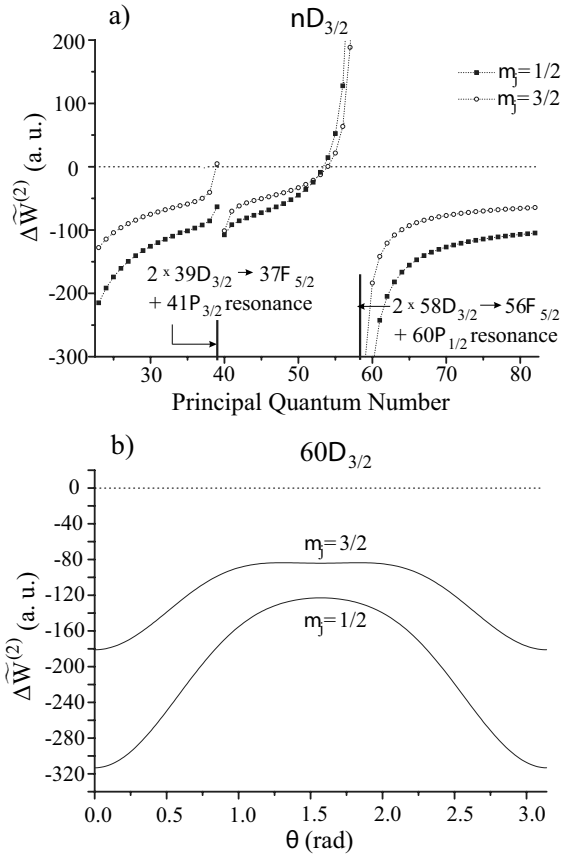 a)
nD3/2
mj=1/2
mj=3/2
200
100
0
-100
-200
-300
ΔW̃(2) (a. u.)
2 x 39D3/2 → 37F5/2
+ 41P3/2 resonance
2 x 58D3/2 → 56F5/2
+ 60P1/2 resonance
30 40 50 60 70 80
Principal Quantum Number
b)
60D3/2
0
-40
-80
-120
-160
-200
-240
-280
-320
ΔW̃(2) (a. u.)
mj=3/2
mj=1/2
0.0 0.5 1.0 1.5 2.0 2.5 3.0
θ (rad)